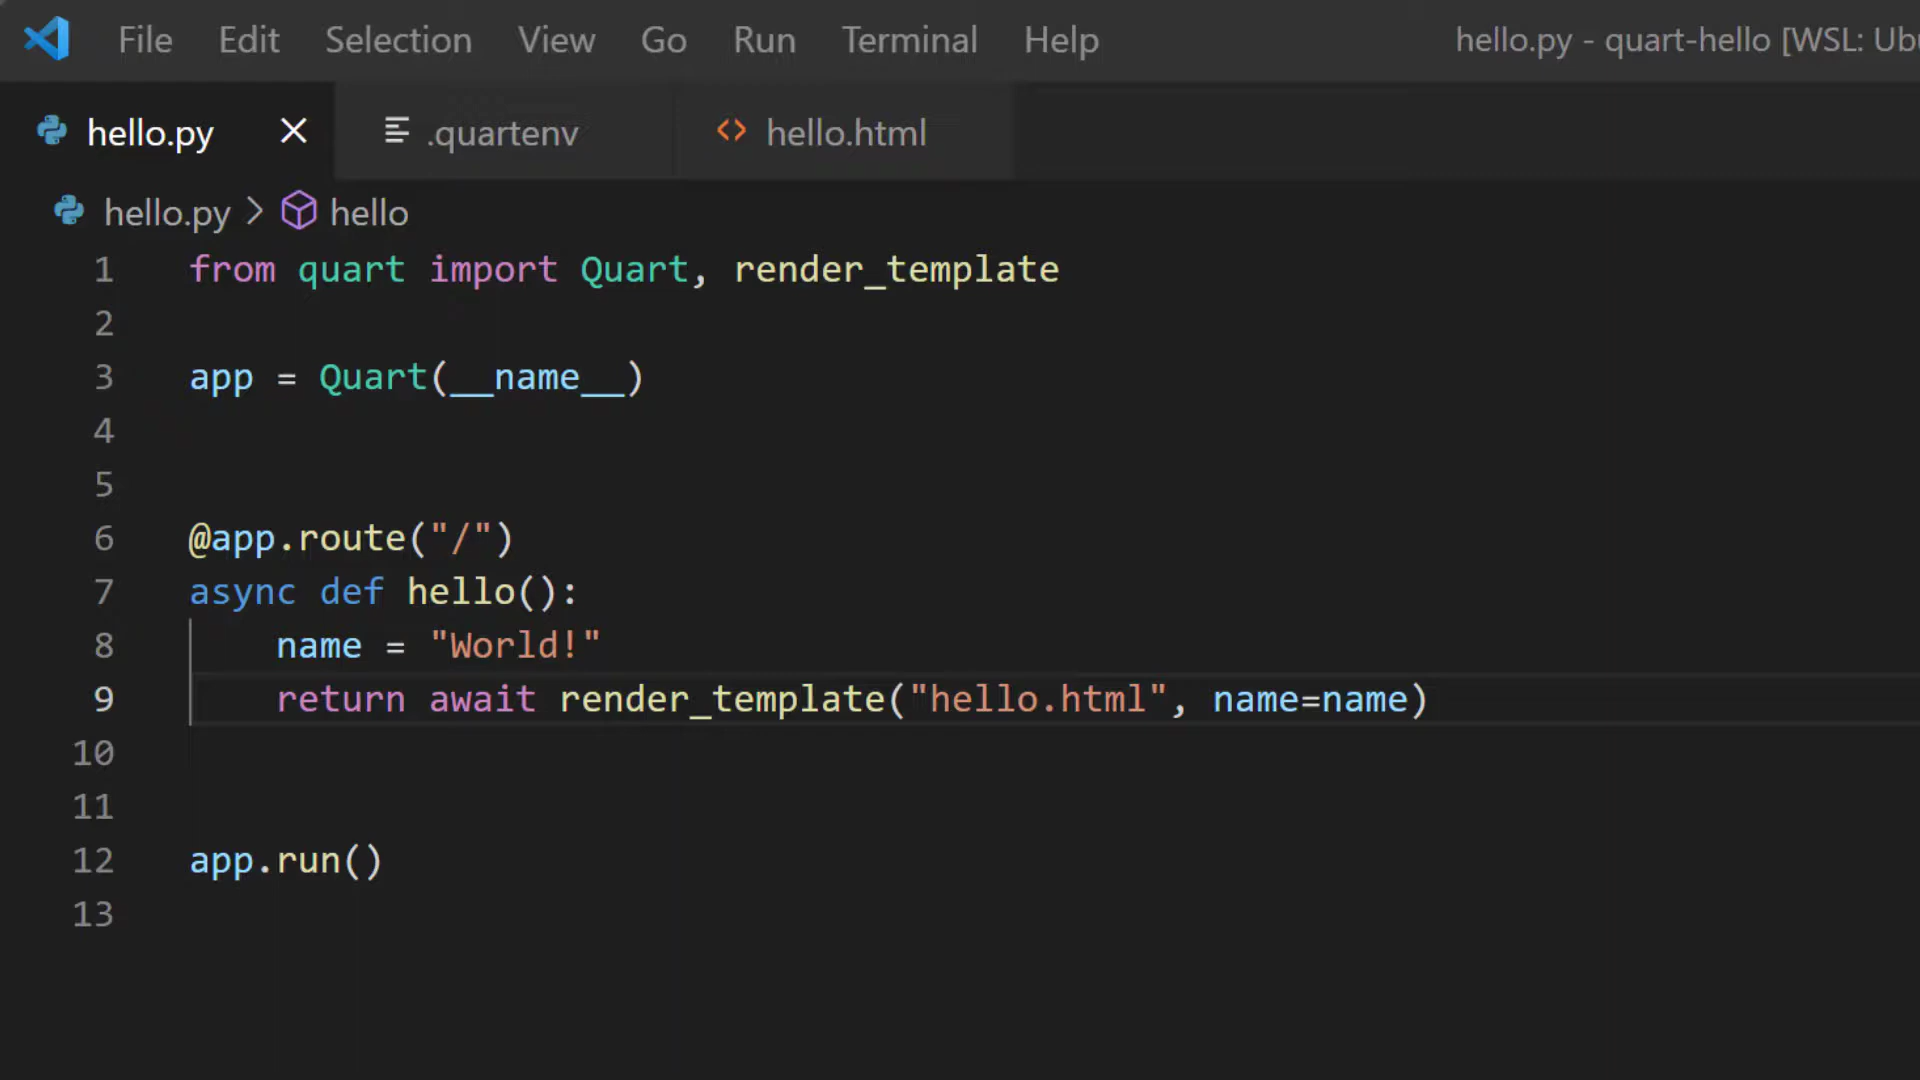 File Edit Selection View Go Run Terminal Help hello.py - quart-hello [WSL: Ubu
hello.py .quartenv hello.html
hello.py > hello
1 from quart import Quart, render_template
2
3 app = Quart(__name__)
4
5
6 @app.route("/")
7 async def hello():
8     name = "World!"
9     return await render_template("hello.html", name=name)
10
11
12 app.run()
13